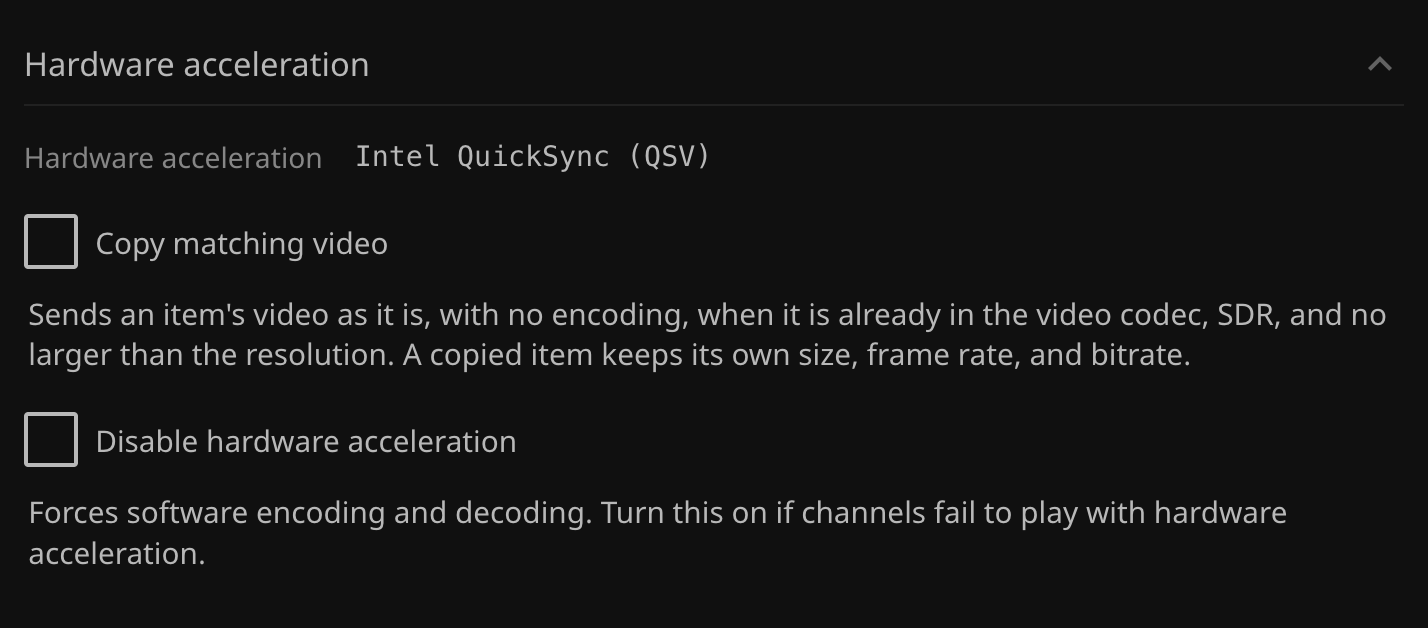 Hardware acceleration
Hardware acceleration Intel QuickSync (QSV)
Copy matching video
Sends an item's video as it is, with no encoding, when it is already in the video codec, SDR, and no
larger than the resolution. A copied item keeps its own size, frame rate, and bitrate.
Disable hardware acceleration
Forces software encoding and decoding. Turn this on if channels fail to play with hardware
acceleration.